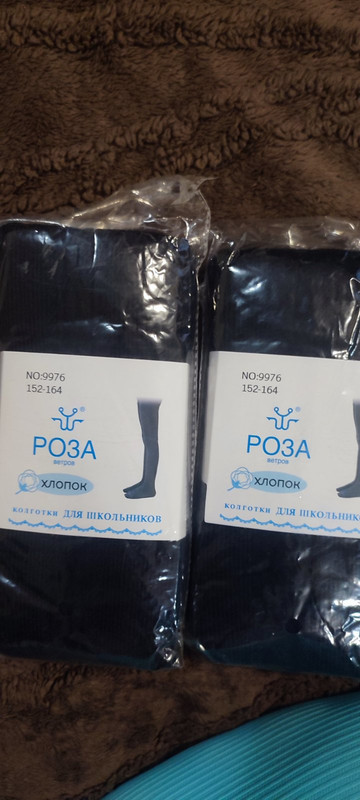 NO:9976
152-164
®
РОЗА
ветров
ХЛОПОК
колготки ДЛЯ ШКОЛЬНИКОВ
NO:9976
152-164
®
РОЗА
ветров
ХЛОПОК
колготки ДЛЯ ШКОЛЬНИКО